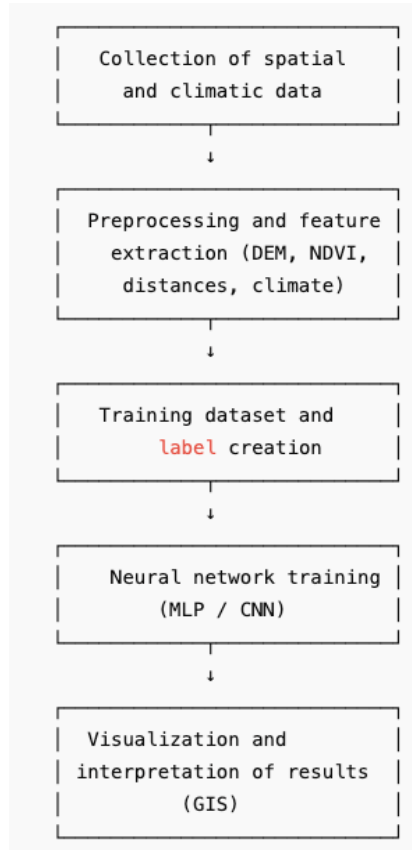 Collection of spatial
and climatic data
↓
Preprocessing and feature
extraction (DEM, NDVI,
distances, climate)
↓
Training dataset and
label creation
↓
Neural network training
(MLP / CNN)
↓
Visualization and
interpretation of results
(GIS)